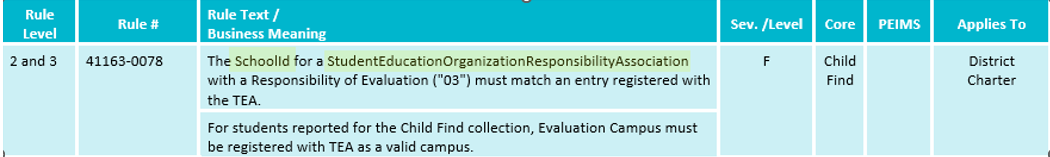 Rule Level
Rule #
Rule Text /
Business Meaning
Sev. /Level
Core
PEIMS
Applies To
2 and 3
41163-0078
The SchoolId for a StudentEducationOrganizationResponsibilityAssociation
with a Responsibility of Evaluation ("03") must match an entry registered with
the TEA.
F
Child
Find
District
Charter
For students reported for the Child Find collection, Evaluation Campus must
be registered with TEA as a valid campus.